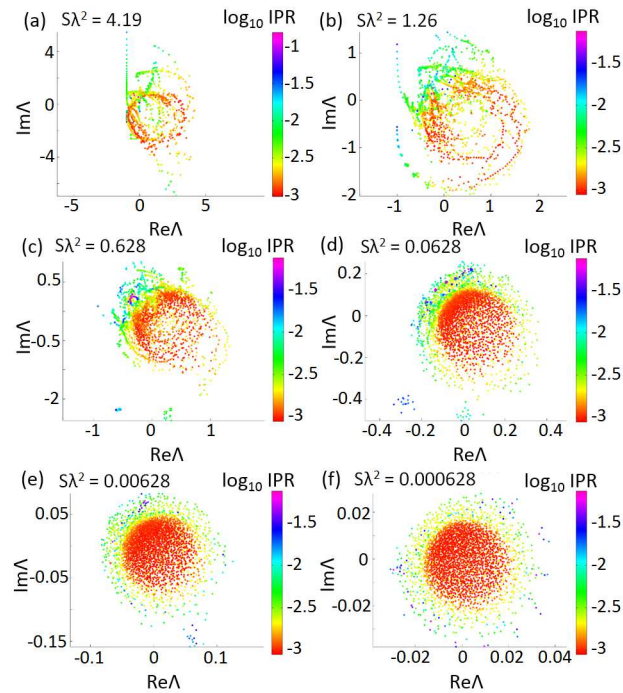 (a) Sλ² = 4.19 log₁₀ IPR
4
0
-4
ImΛ
-5 0 5
ReΛ
-1
-1.5
-2
-2.5
-3
(b) Sλ² = 1.26 log₁₀ IPR
1
0
-1
-2
ImΛ
-1 0 1 2
ReΛ
-1.5
-2
-2.5
-3
(c) Sλ² = 0.628 log₁₀ IPR
0.5
-0.5
-2
ImΛ
-1 0 1
ReΛ
-1.5
-2
-2.5
-3
(d) Sλ² = 0.0628 log₁₀ IPR
0.2
0
-0.2
-0.4
ImΛ
-0.4 -0.2 0 0.2 0.4
ReΛ
-1.5
-2
-2.5
-3
(e) Sλ² = 0.00628 log₁₀ IPR
0.05
0
-0.05
-0.15
ImΛ
-0.1 0 0.1
ReΛ
-1.5
-2
-2.5
-3
(f) Sλ² = 0.000628 log₁₀ IPR
0.02
0
-0.02
ImΛ
-0.02 0 0.02 0.04
ReΛ
-1.5
-2
-2.5
-3